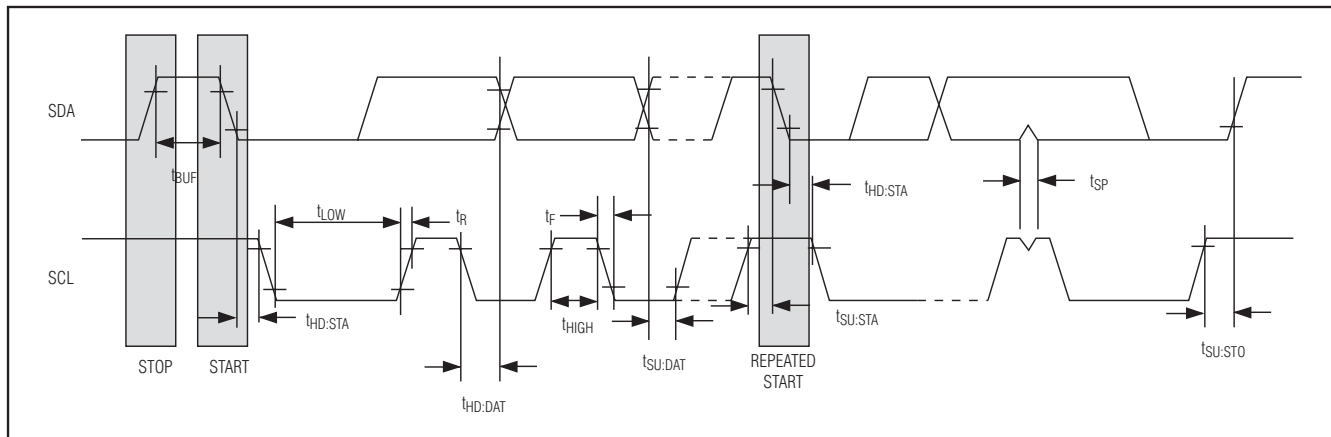 SDA
tBUF
tHD:STA
tSP
tLOW
tR
tF
SCL
tHD:STA
tHIGH
tSU:STA
tSU:DAT
tSU:STO
STOP
START
REPEATED
START
tHD:DAT